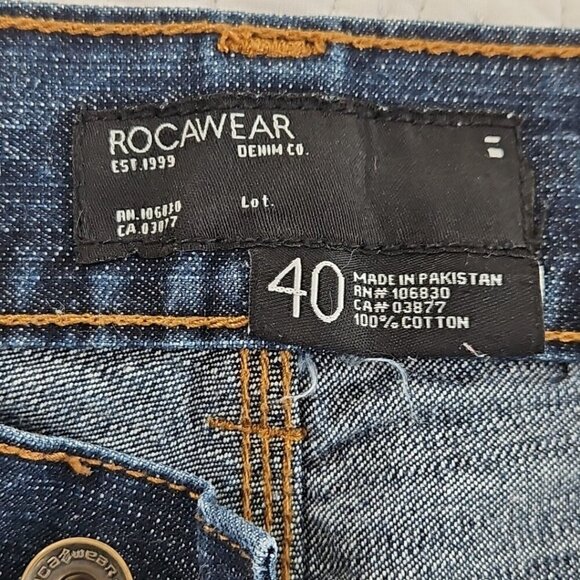 ROCAWEAR
EST.1999 DENIM CO.
RN.106830 Lot.
CA.03877
40
MADE IN PAKISTAN
RN# 106830
CA# 03877
100% COTTON